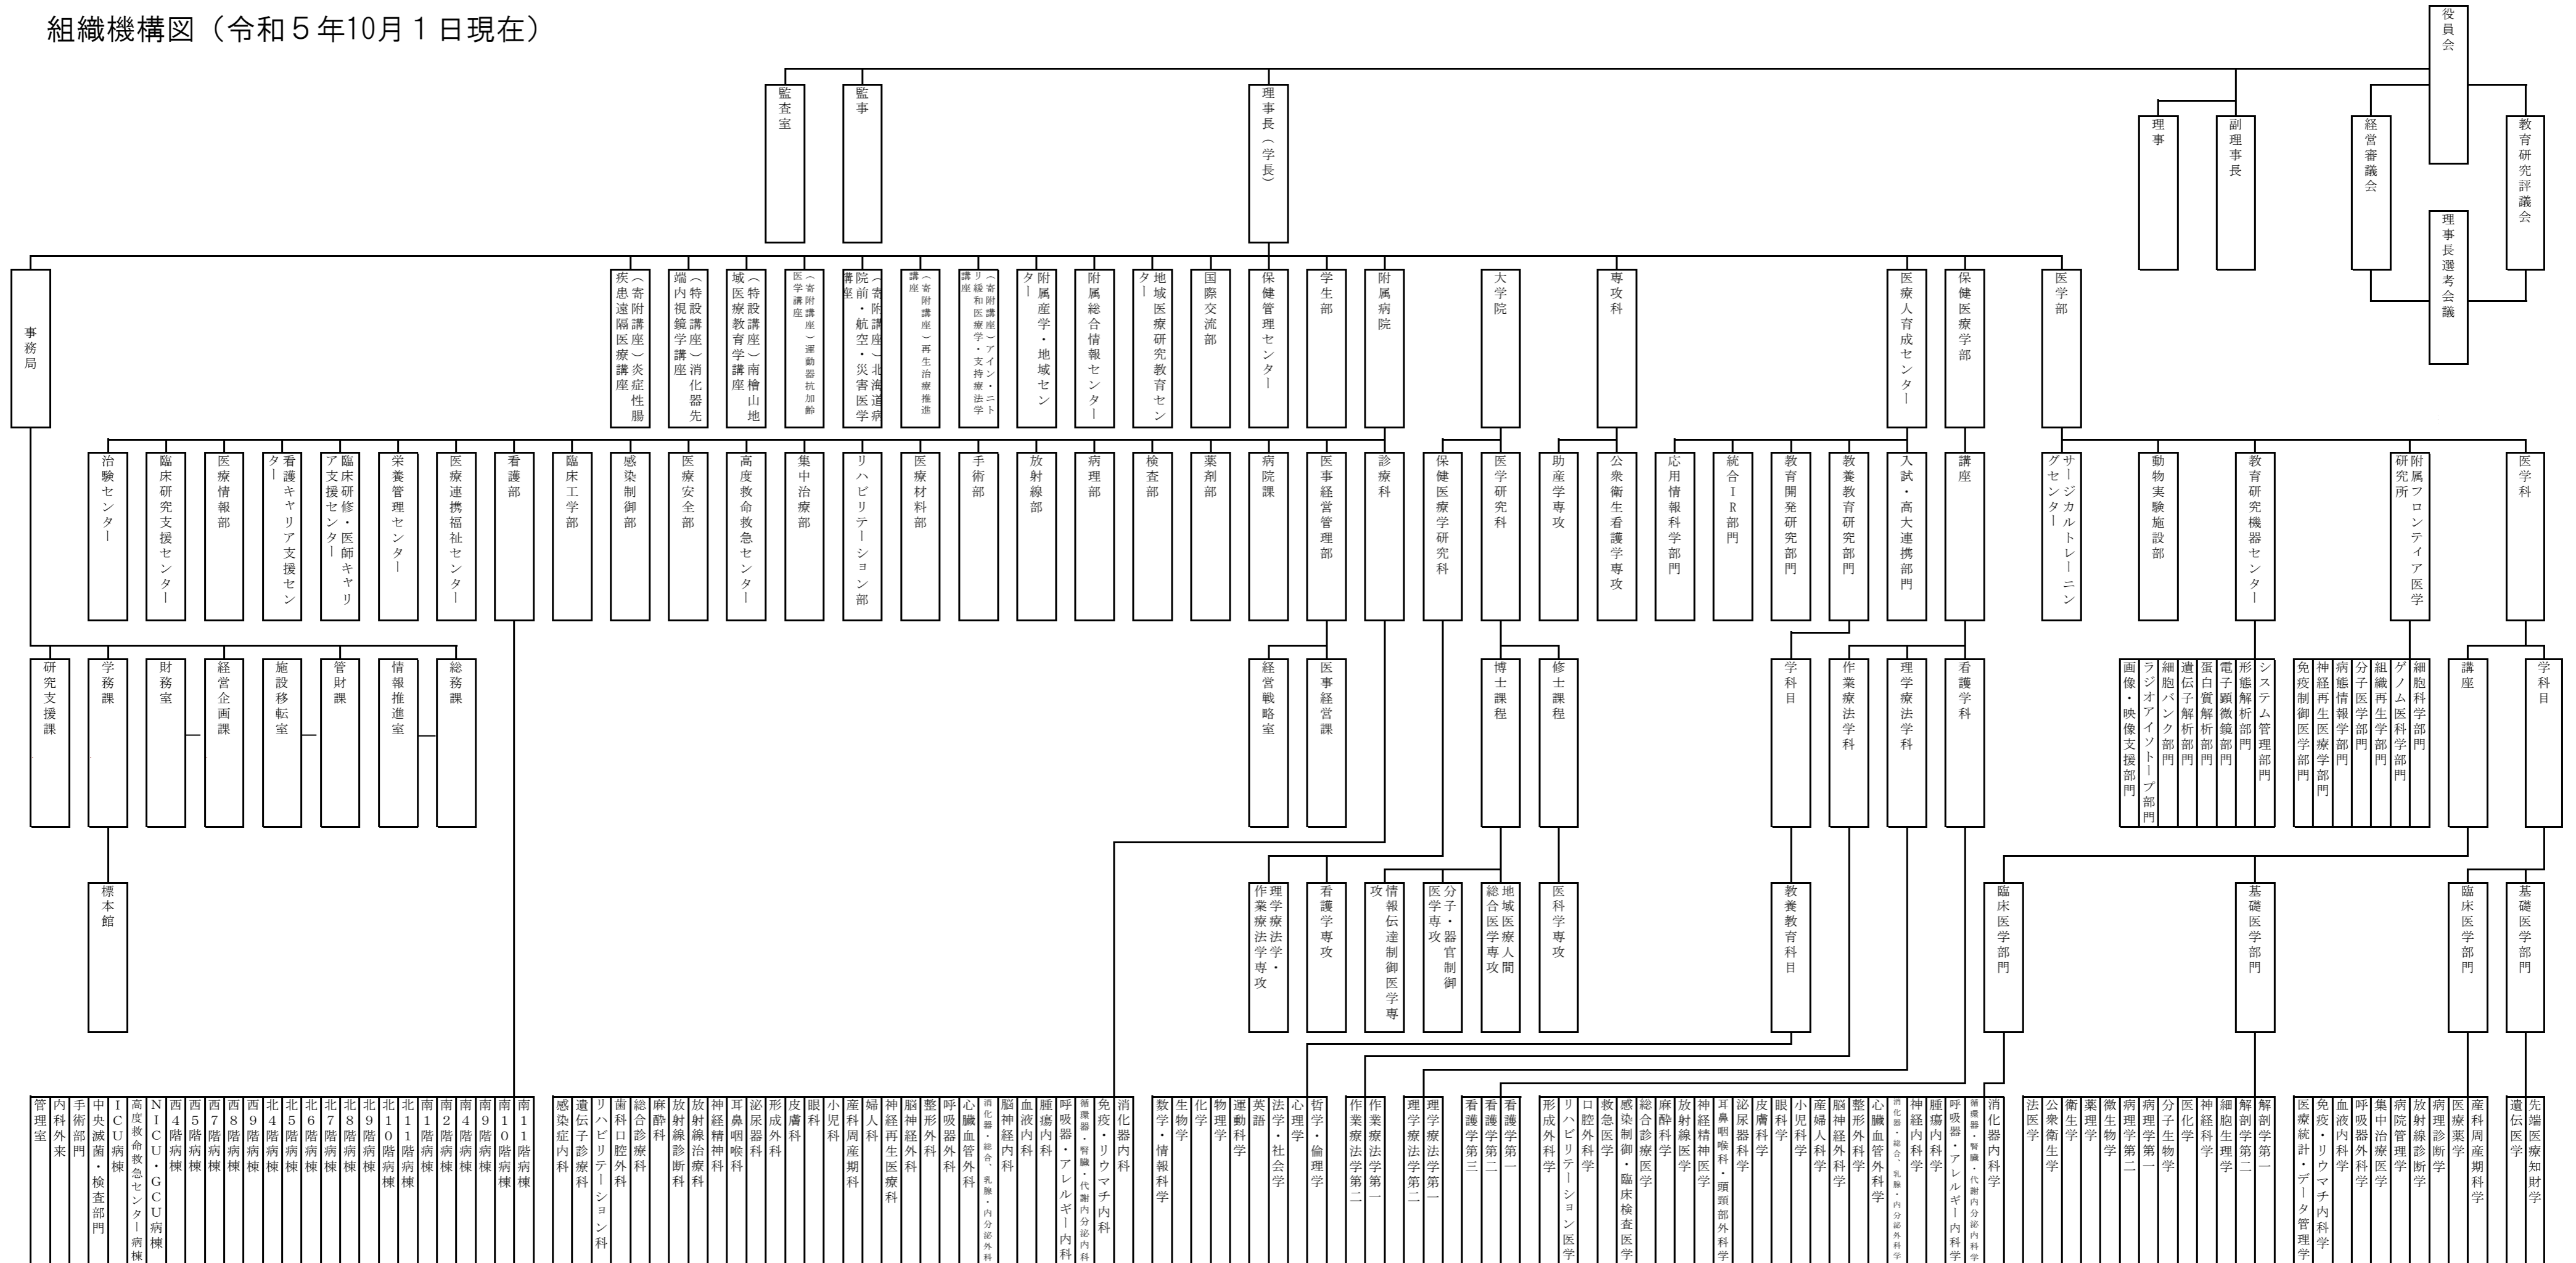 組織機構図（令和５年10月１日現在）
役員会
監査室
監事
理事長（学長）
理事
副理事長
経営審議会
教育研究評議会
理事長選考会議
事務局
（寄附講座）炎症性腸
疾患遠隔医療講座
（特設講座）消化器先
端内視鏡学講座
（特設講座）南檜山地
域医療教育学講座
（寄附講座）運動器抗加齢
医学講座
（寄附講座）北海道病
院前・航空・災害医学
講座
（寄附講座）再生治療推進
講座
（寄附講座）アイン・ニト
リ緩和医療学・支持療法学
講座
附属産学・地域セン
ター
附属総合情報センター
地域医療研究教育セン
ター
国際交流部
保健管理センター
学生部
附属病院
大学院
専攻科
医療人育成センター
保健医療学部
医学部
治験センター
臨床研究支援センター
医療情報部
看護キャリア支援セン
ター
臨床研修・医師キャリ
ア支援センター
栄養管理センター
医療連携福祉センター
看護部
臨床工学部
感染制御部
医療安全部
高度救命救急センター
集中治療部
リハビリテーション部
医療材料部
手術部
放射線部
病理部
検査部
薬剤部
病院課
医事経営管理部
診療科
保健医療学研究科
医学研究科
助産学専攻
公衆衛生看護学専攻
応用情報科学部門
統合ＩＲ部門
教育開発研究部門
教養教育研究部門
入試・高大連携部門
講座
サージカルトレーニン
グセンター
動物実験施設部
教育研究機器センター
附属フロンティア医学
研究所
医学科
研究支援課
学務課
財務室
経営企画課
施設移転室
管財課
情報推進室
総務課
経営戦略室
医事経営課
博士課程
修士課程
学科目
作業療法学科
理学療法学科
看護学科
画像・映像支援部門
ラジオアイソトープ部門
細胞バンク部門
遺伝子解析部門
蛋白質解析部門
電子顕微鏡部門
形態解析部門
システム管理部門
免疫制御医学部門
神経再生医療学部門
病態情報学部門
分子医学部門
組織再生学部門
ゲノム医科学部門
細胞科学部門
講座
学科目
標本館
理学療法学・
作業療法学専攻
看護学専攻
情報伝達制御医学専
攻
分子・器官制御
医学専攻
地域医療人間
総合医学専攻
医科学専攻
教養教育科目
臨床医学部門
基礎医学部門
臨床医学部門
基礎医学部門
管理室
内科外来
手術部門
中央滅菌・検査部門
ＩＣＵ病棟
高度救命救急センター病棟
ＮＩＣＵ・ＧＣＵ病棟
西４階病棟
西５階病棟
西７階病棟
西８階病棟
西９階病棟
北４階病棟
北５階病棟
北６階病棟
北７階病棟
北８階病棟
北９階病棟
北１０階病棟
北１１階病棟
南１階病棟
南２階病棟
南４階病棟
南９階病棟
南１０階病棟
南１１階病棟
感染症内科
遺伝子診療科
リハビリテーション科
歯科口腔外科
総合診療科
麻酔科
放射線診断科
放射線治療科
神経精神科
耳鼻咽喉科
泌尿器科
形成外科
皮膚科
眼科
小児科
産科周産期科
婦人科
神経再生医療科
脳神経外科
整形外科
呼吸器外科
心臓血管外科
消化器・総合、乳腺・内分泌外科
脳神経内科
血液内科
腫瘍内科
呼吸器・アレルギー内科
循環器・腎臓・代謝内分泌内科
免疫・リウマチ内科
消化器内科
数学・情報科学
生物学
化学
物理学
運動科学
英語
法学・社会学
心理学
哲学・倫理学
作業療法学第二
作業療法学第一
理学療法学第二
理学療法学第一
看護学第三
看護学第二
看護学第一
形成外科学
リハビリテーション医学
口腔外科学
救急医学
感染制御・臨床検査医学
総合診療医学
麻酔科学
放射線医学
神経精神医学
耳鼻咽喉科・頭頸部外科学
泌尿器科学
皮膚科学
眼科学
小児科学
産婦人科学
脳神経外科学
整形外科学
心臓血管外科学
消化器・総合、乳腺・内分泌外科学
神経内科学
腫瘍内科学
呼吸器・アレルギー内科学
循環器・腎臓・代謝内分泌内科学
消化器内科学
法医学
公衆衛生学
衛生学
薬理学
微生物学
病理学第二
病理学第一
分子生物学
医化学
神経科学
細胞生理学
解剖学第二
解剖学第一
医療統計・データ管理学
免疫・リウマチ内科学
血液内科学
呼吸器外科学
集中治療医学
病院管理学
放射線診断学
病理診断学
医療薬学
産科周産期科学
遺伝医学
先端医療知財学